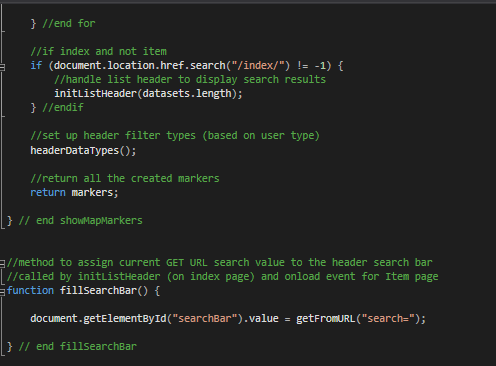 } //end for
//if index and not item
if (document.location.href.search("/index/") != -1) {
//handle list header to display search results
initListHeader(datasets.length);
} //endif
//set up header filter types (based on user type)
headerDataTypes();
//return all the created markers
return markers;
} // end showMapMarkers
//method to assign current GET URL search value to the header search bar
//called by initListHeader (on index page) and onload event for Item page
function fillSearchBar() {
document.getElementById("searchBar").value = getFromURL("search=");
} // end fillSearchBar